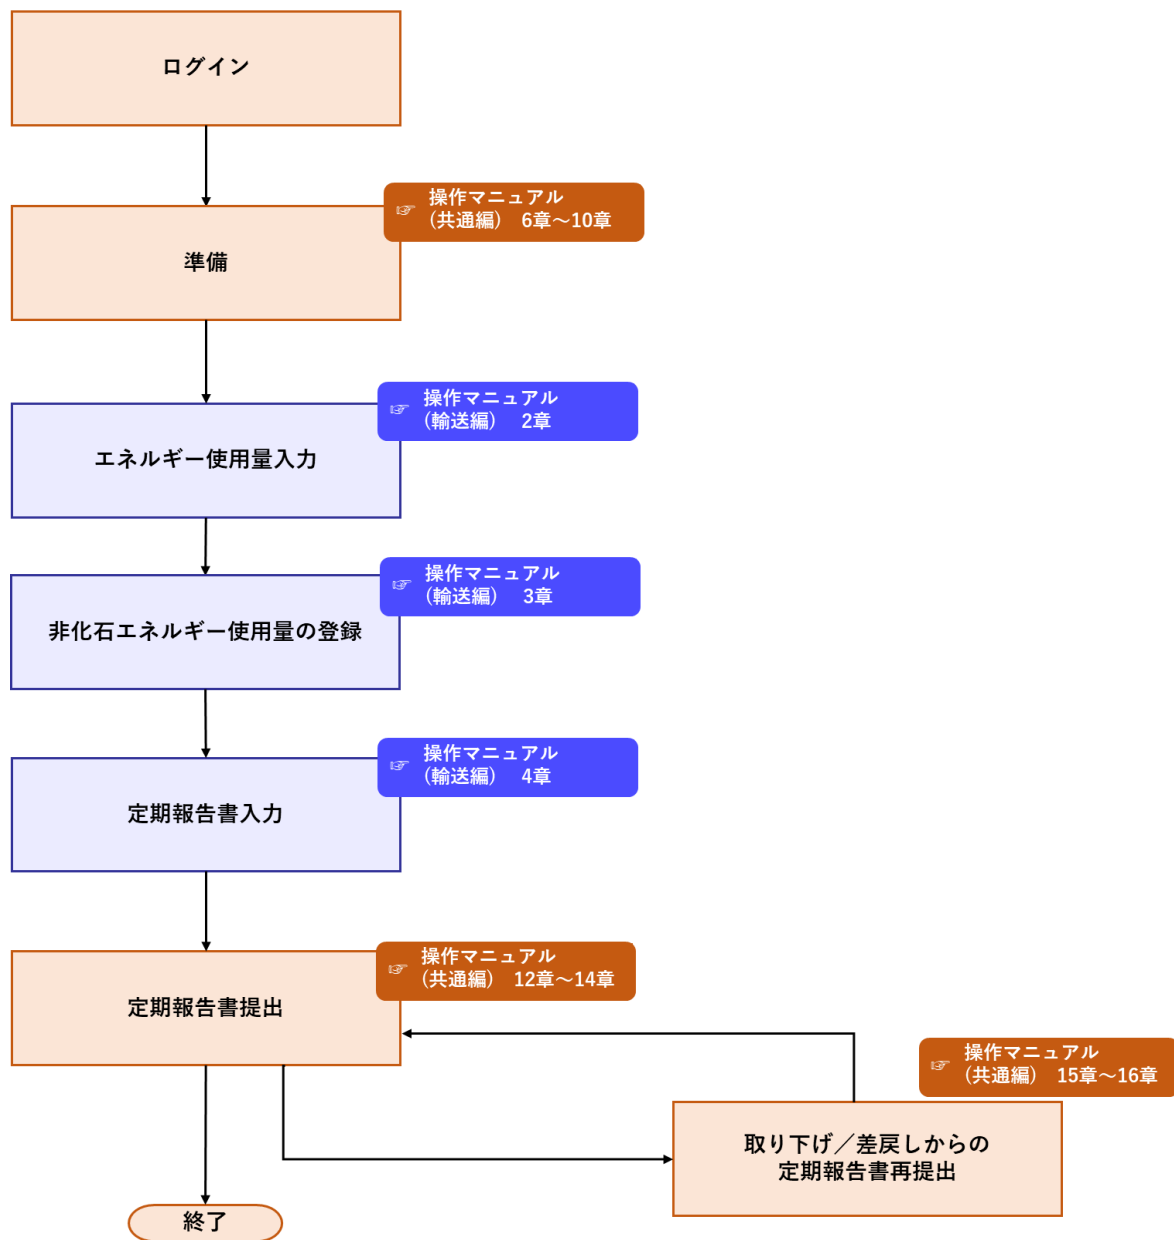 ログイン
☞ 操作マニュアル
(共通編) 6章～10章
準備
☞ 操作マニュアル
(輸送編) 2章
エネルギー使用量入力
☞ 操作マニュアル
(輸送編) 3章
非化石エネルギー使用量の登録
☞ 操作マニュアル
(輸送編) 4章
定期報告書入力
☞ 操作マニュアル
(共通編) 12章～14章
定期報告書提出
☞ 操作マニュアル
(共通編) 15章～16章
取り下げ／差戻しからの
定期報告書再提出
終了